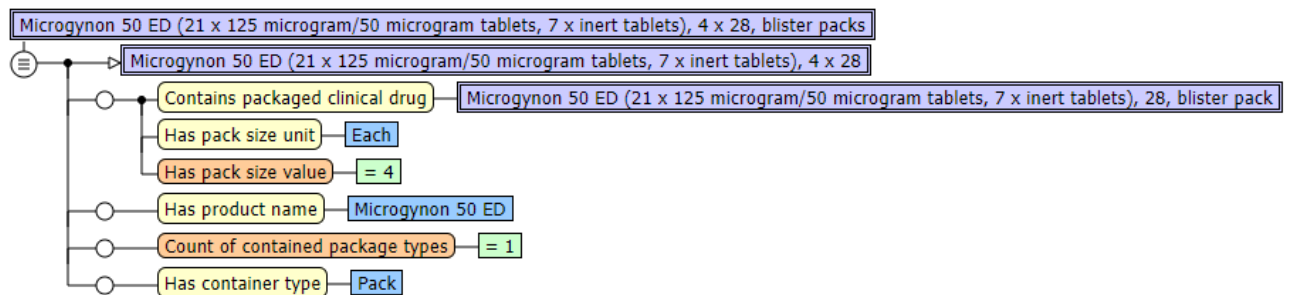 Microgynon 50 ED (21 x 125 microgram/50 microgram tablets, 7 x inert tablets), 4 x 28, blister packs
Microgynon 50 ED (21 x 125 microgram/50 microgram tablets, 7 x inert tablets), 4 x 28
Contains packaged clinical drug Microgynon 50 ED (21 x 125 microgram/50 microgram tablets, 7 x inert tablets), 28, blister pack
Has pack size unit Each
Has pack size value = 4
Has product name Microgynon 50 ED
Count of contained package types = 1
Has container type Pack